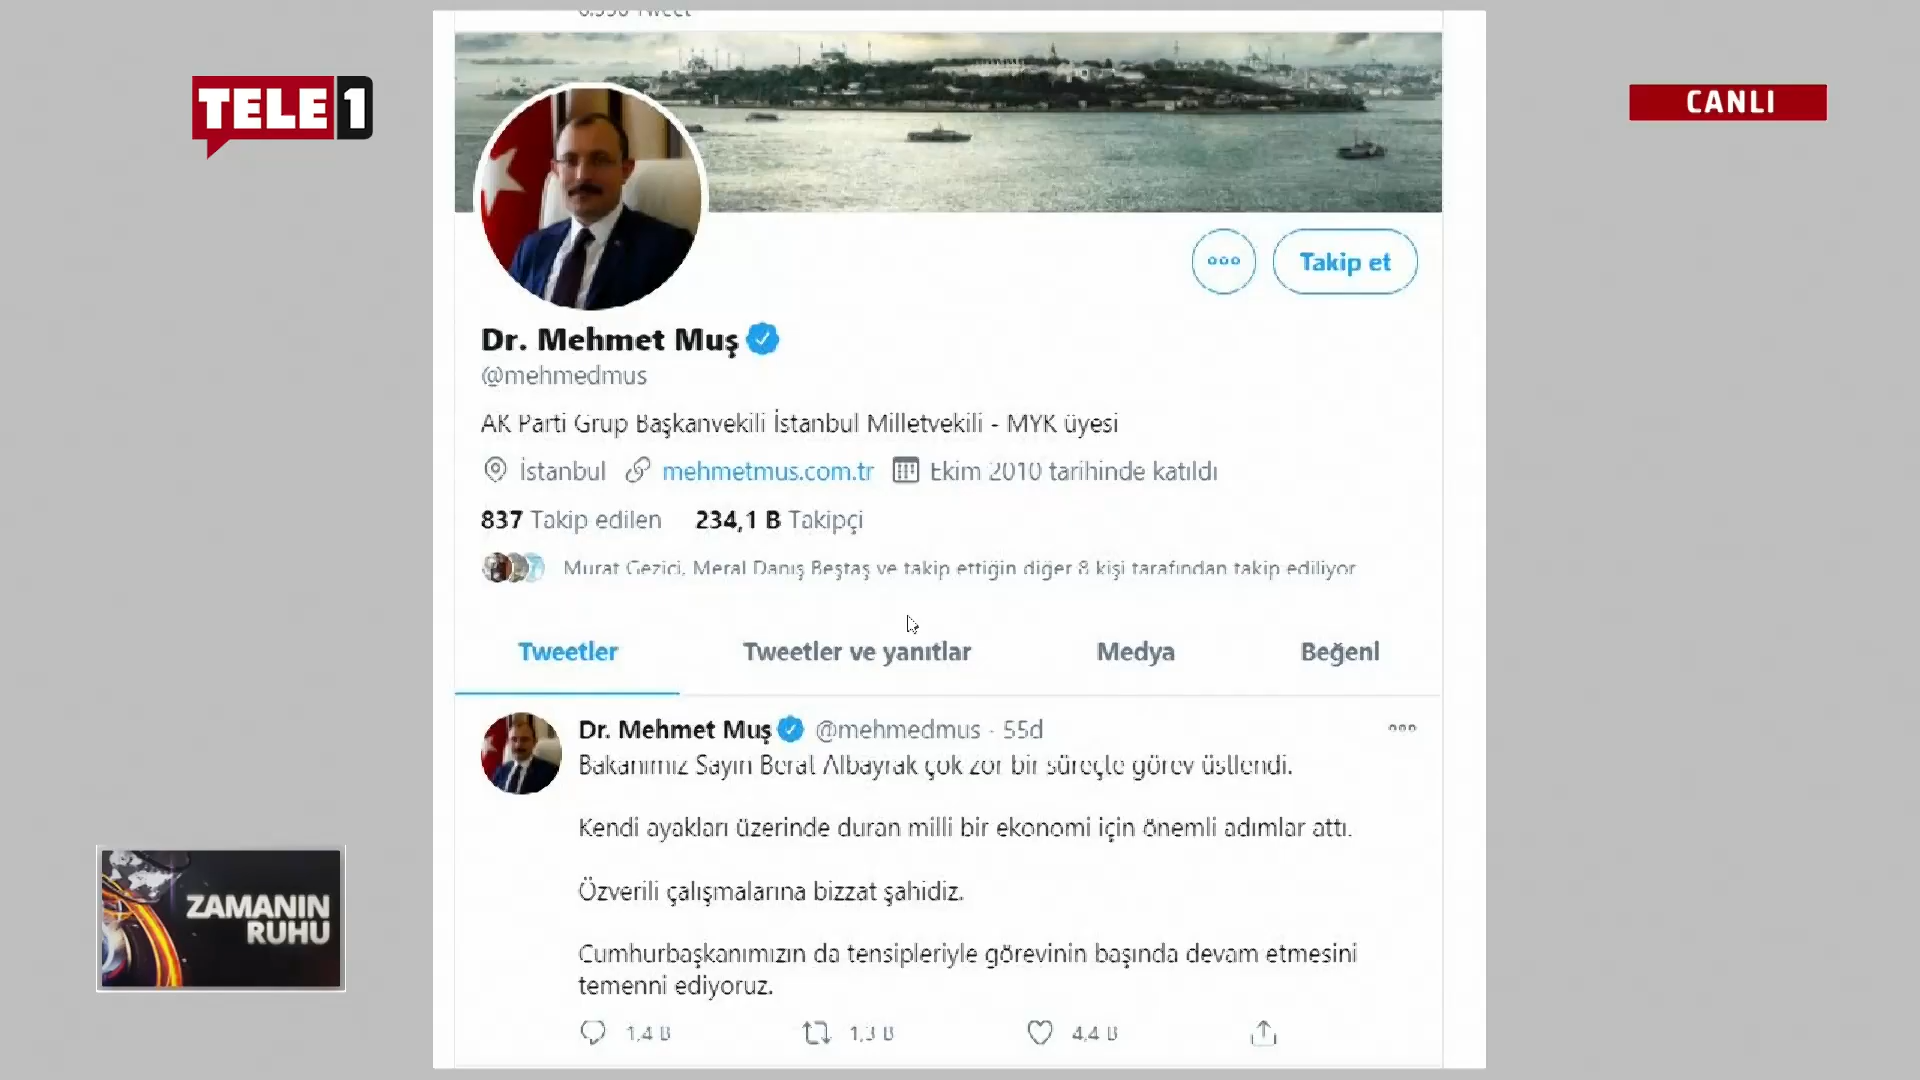 6.550 Tweet
TELE1
CANLI
Takip et
Dr. Mehmet Muş
@mehmedmus
AK Parti Grup Başkanvekili İstanbul Milletvekili - MYK üyesi
İstanbul mehmetmus.com.tr Ekim 2010 tarihinde katıldı
837 Takip edilen 234,1 B Takipçi
Murat Gezici, Meral Danış Beştaş ve takip ettiğin diğer 8 kişi tarafından takip ediliyor
Tweetler Tweetler ve yanıtlar Medya Beğeni
Dr. Mehmet Muş @mehmedmus · 55d
Bakanımız Sayın Berat Albayrak çok zor bir süreçte görev üstlendi.
Kendi ayakları üzerinde duran milli bir ekonomi için önemli adımlar attı.
Özverili çalışmalarına bizzat şahidiz.
Cumhurbaşkanımızın da tensipleriyle görevinin başında devam etmesini
temenni ediyoruz.
1,4 B 1,3 B 4,4 B
ZAMANIN
RUHU